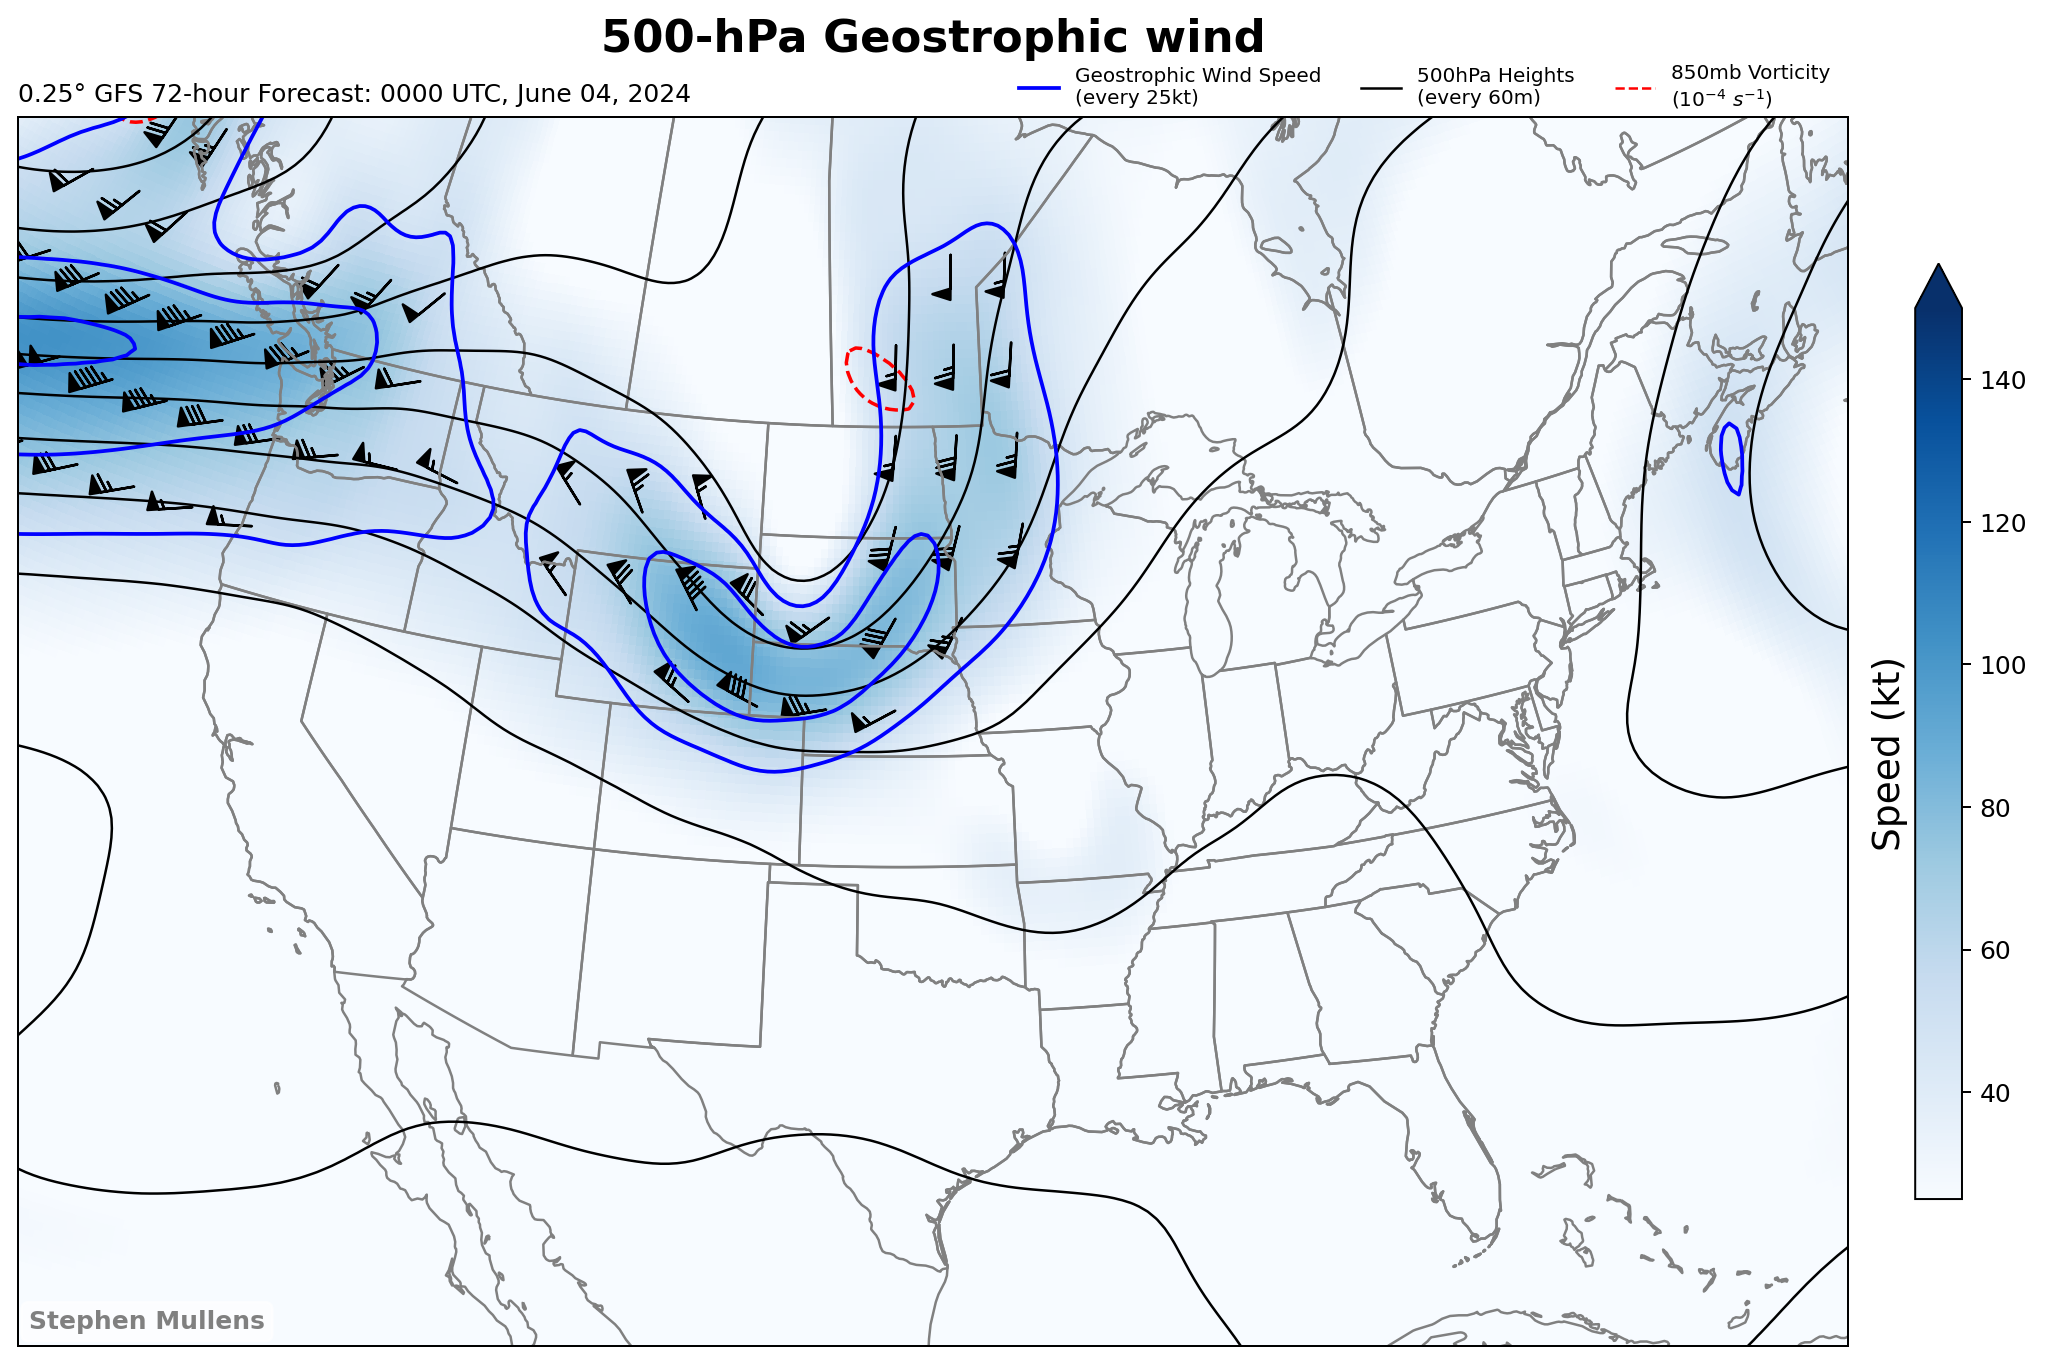 500-hPa Geostrophic wind
0.25° GFS 72-hour Forecast: 0000 UTC, June 04, 2024
Geostrophic Wind Speed
(every 25kt)
500hPa Heights
(every 60m)
850mb Vorticity
(10⁻⁴ s⁻¹)
140
120
100
80
60
40
Speed (kt)
Stephen Mullens